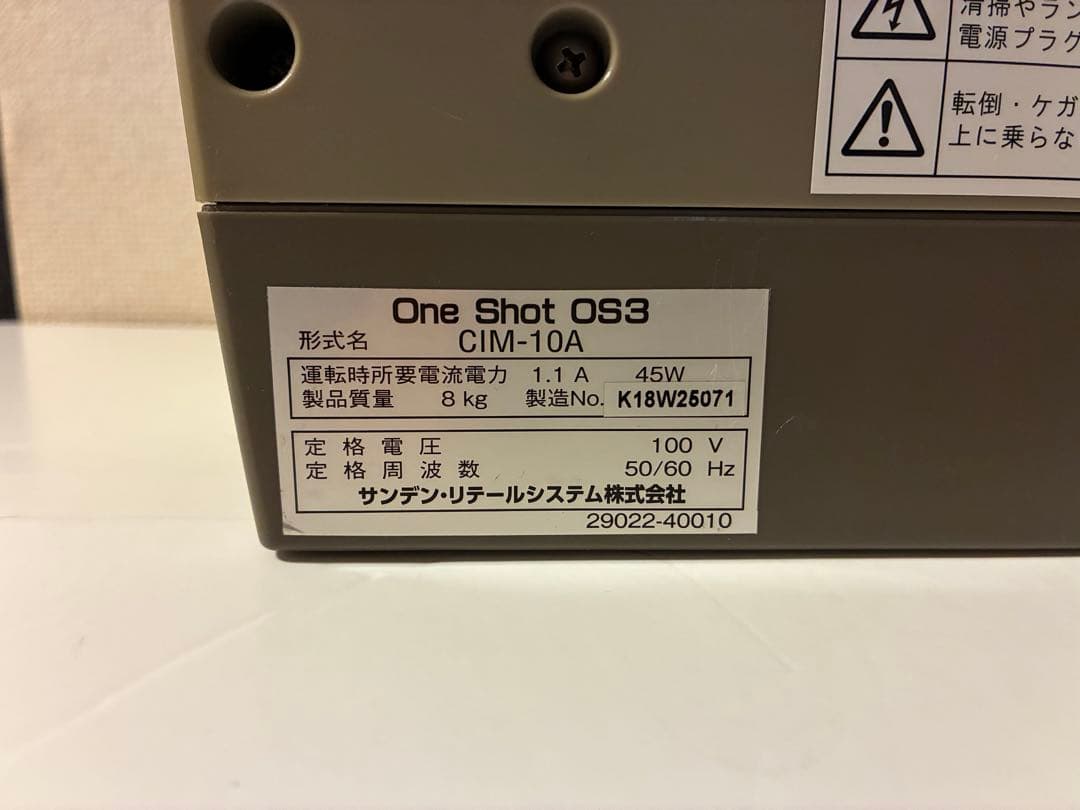 清掃やラン
電源プラグ
転倒・ケガ
上に乗らな
One Shot OS3
形式名 CIM-10A
運転時所要電流電力 1.1 A 45W
製品質量 8 kg 製造No. K18W25071
定格電圧 100 V
定格周波数 50/60 Hz
サンデン・リテールシステム株式会社
29022-40010